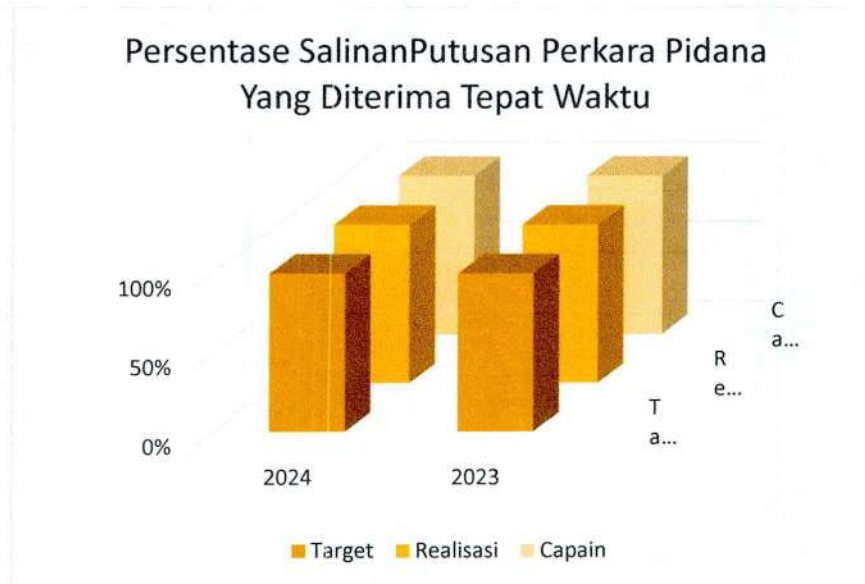 Persentase SalinanPutusan Perkara Pidana
Yang Diterima Tepat Waktu
100%
50%
0%
C
a...
R
e...
T
a...
2024 2023
Target Realisasi Capain